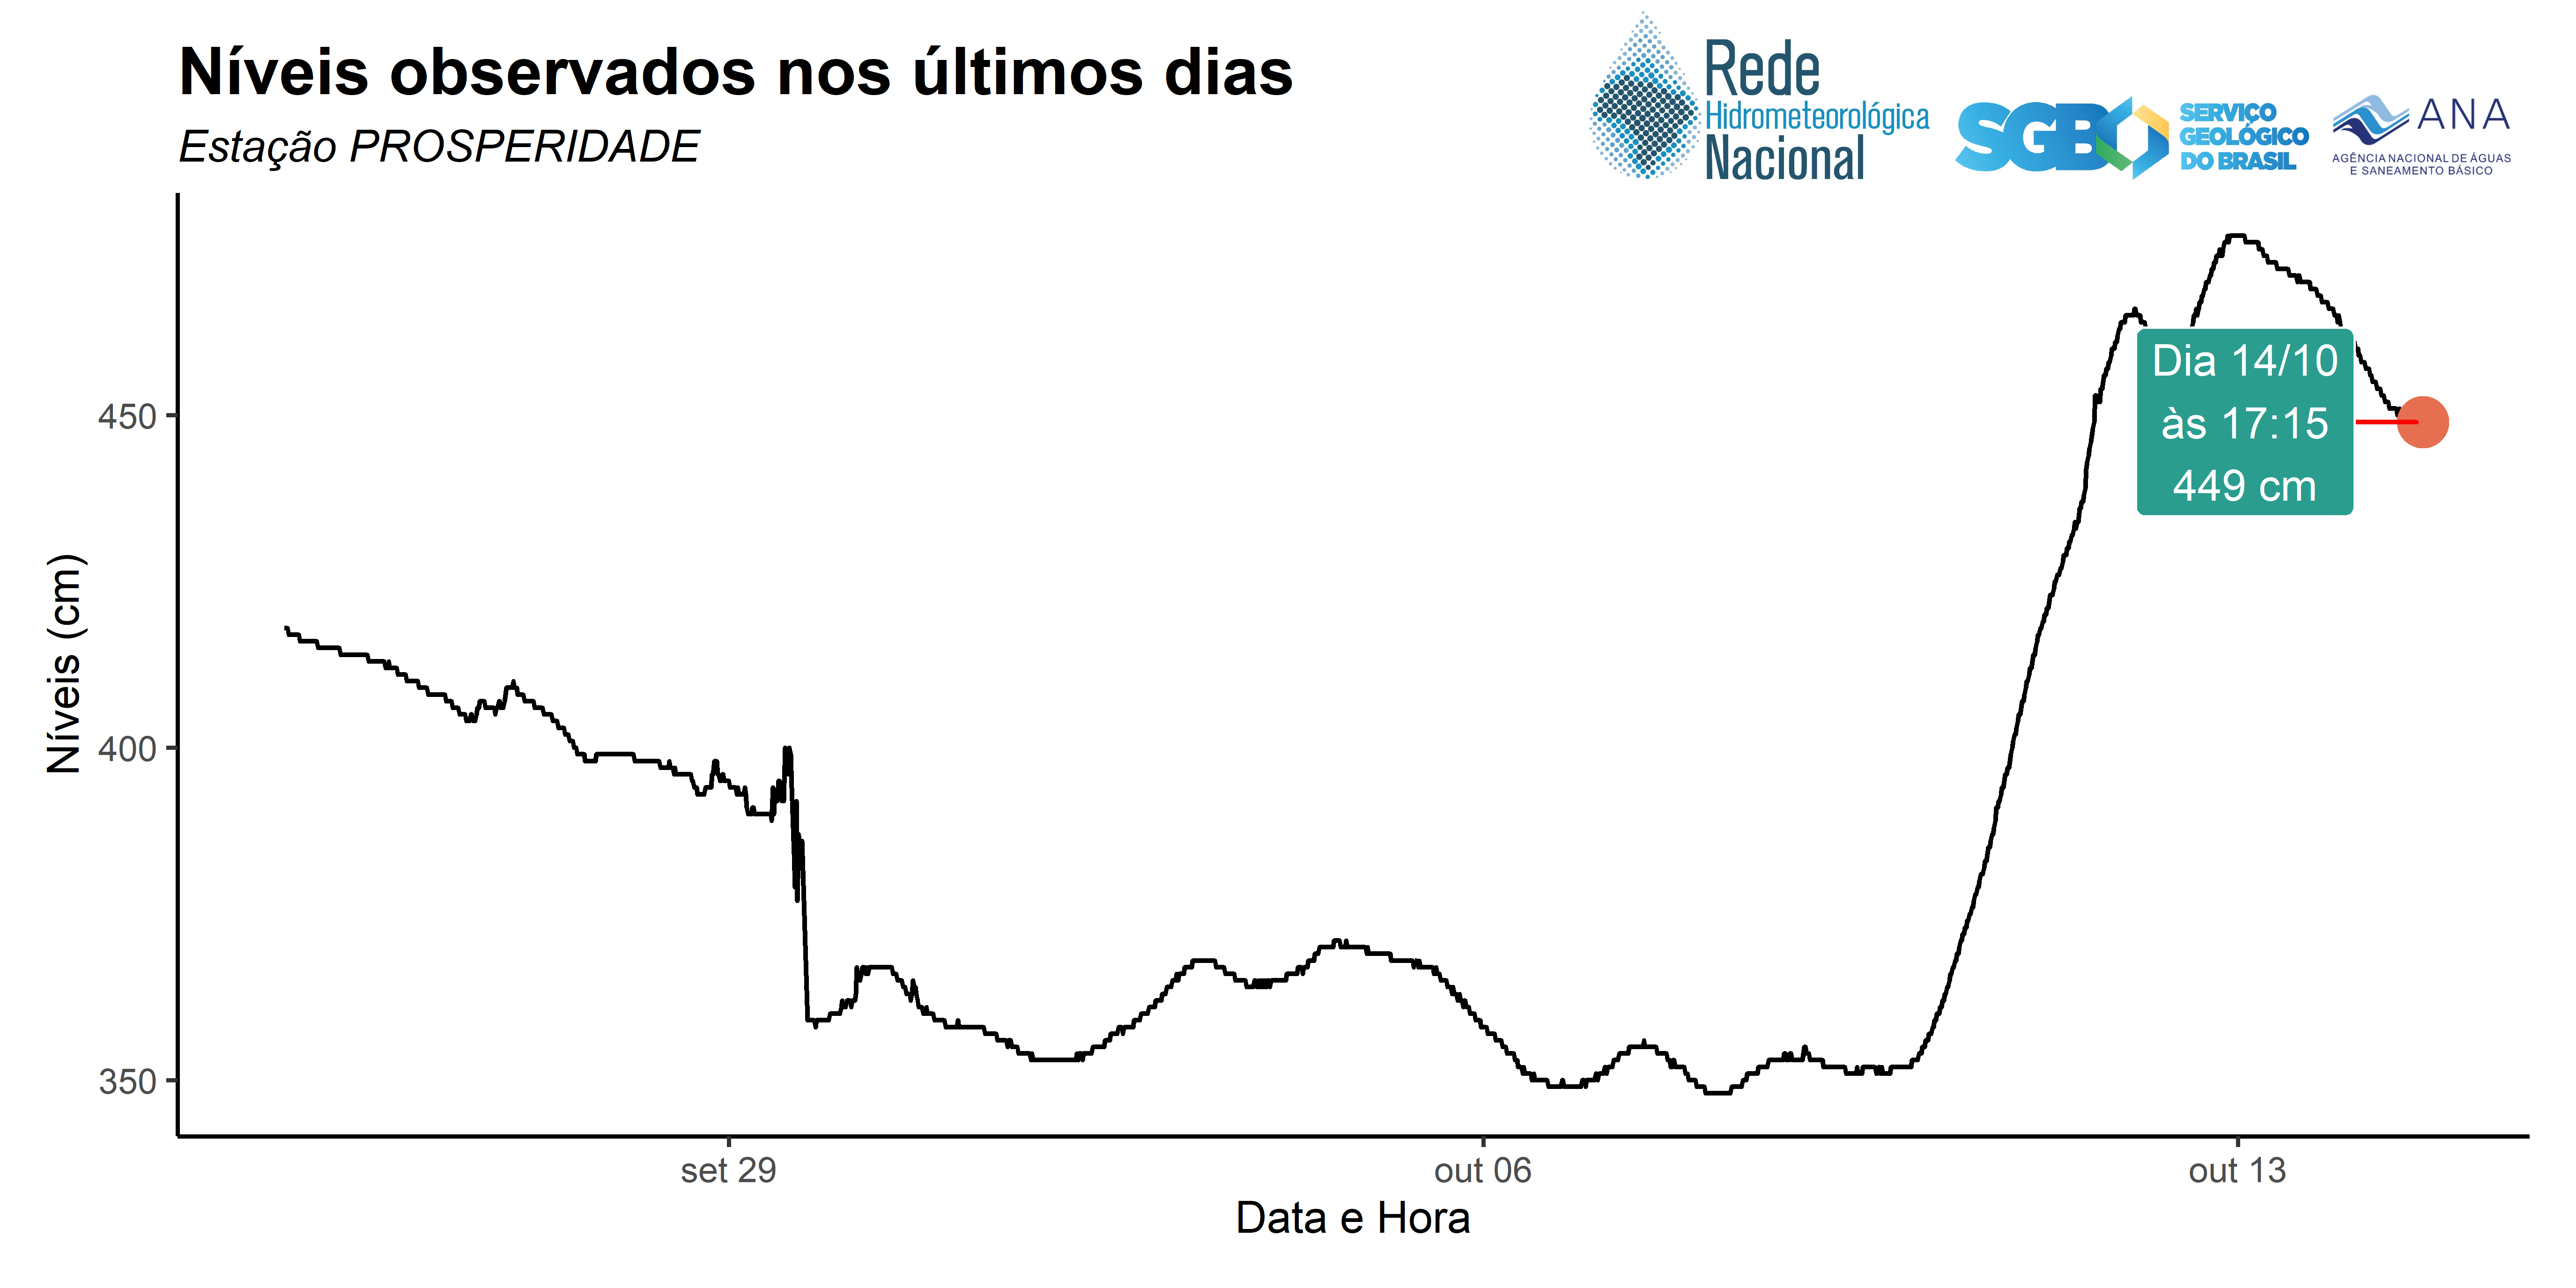 Níveis observados nos últimos dias
Estação PROSPERIDADE
Rede
Hidrometeorológica
Nacional
SGB
SERVIÇO
GEOLÓGICO
DO BRASIL
ANA
AGÊNCIA NACIONAL DE ÁGUAS
E SANEAMENTO BÁSICO
Níveis (cm)
450
400
350
Dia 14/10
às 17:15
449 cm
set 29
out 06
out 13
Data e Hora